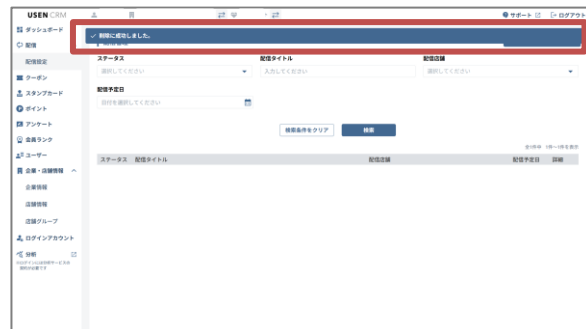 USEN CRM
サポート
ログアウト
ダッシュボード
配信
配信設定
クーポン
スタンプカード
ポイント
アンケート
会員ランク
ユーザー
企業・店舗情報
企業情報
店舗情報
店舗グループ
ログインアカウント
分析
削除に成功しました。
ステータス 配信タイトル 配信店舗
選択してください 入力してください 選択してください
配信予定日
日付を選択してください
検索条件をクリア 検索
ステータス 配信タイトル 配信店舗 配信予定日 詳細